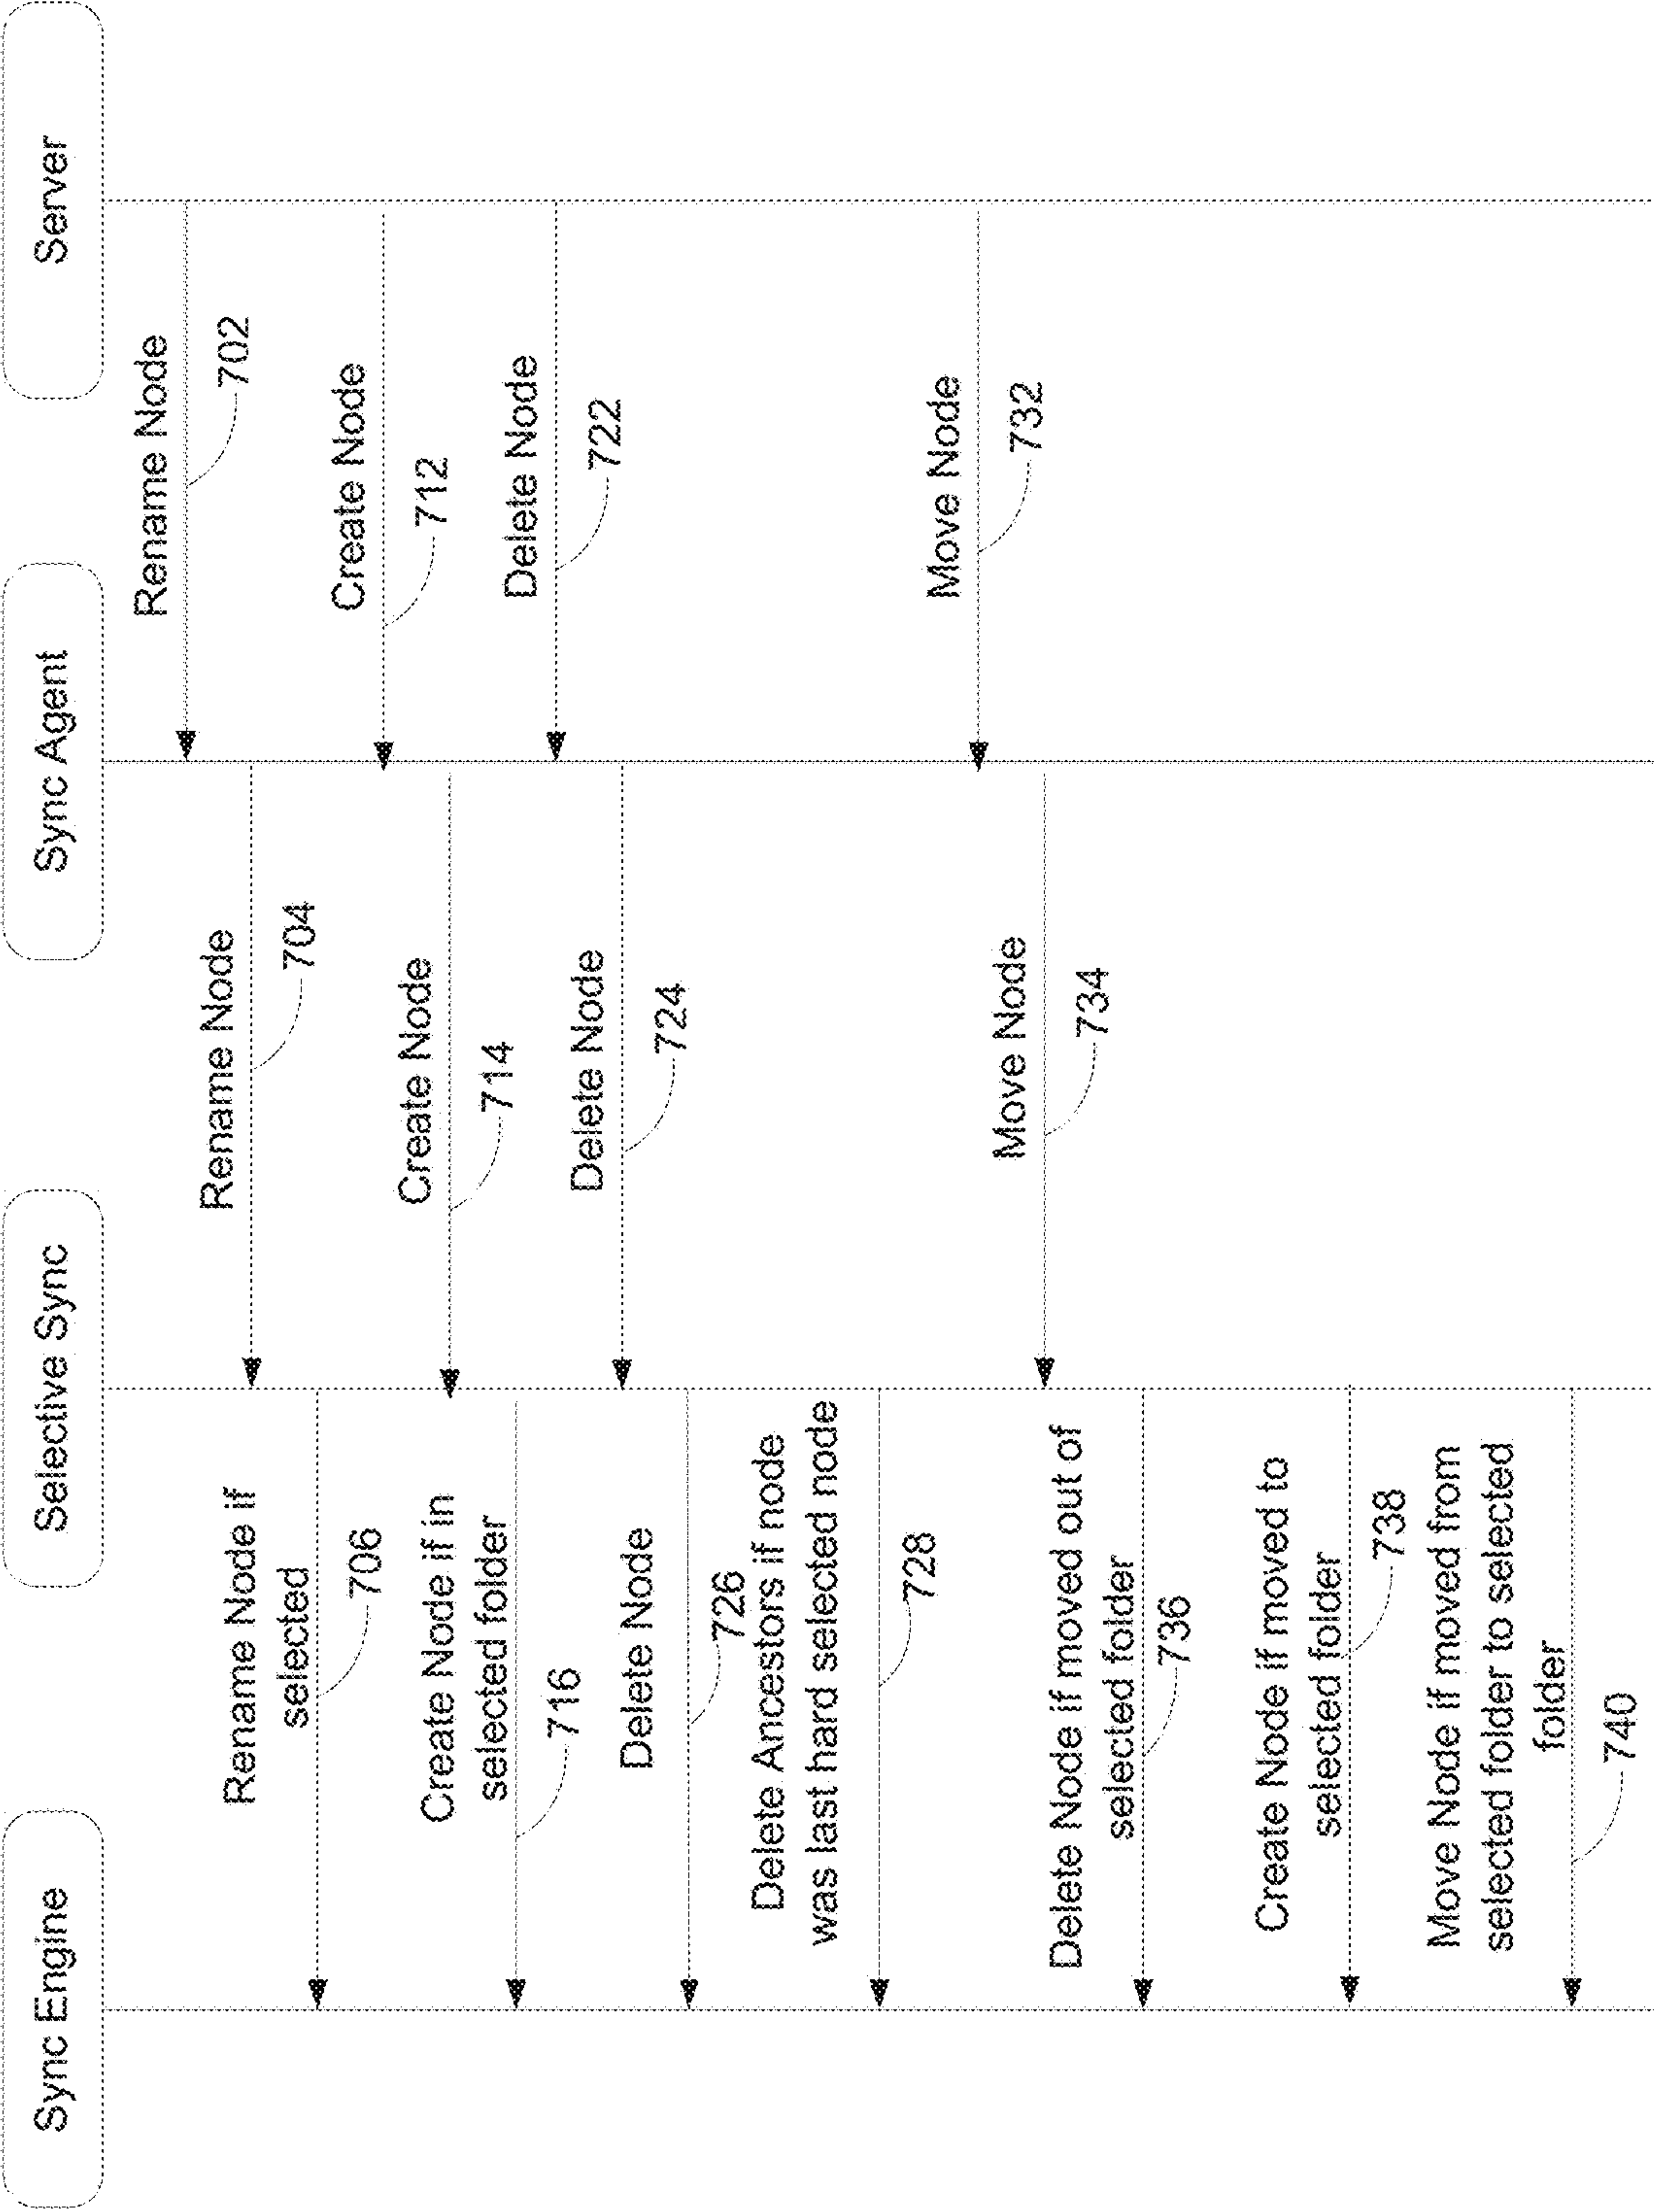 Sync Engine
Selective Sync
Sync Agent
Server
Rename Node
702
Rename Node
704
Rename Node if
selected
706
Create Node
712
Create Node
714
Create Node if in
selected folder
716
Delete Node
722
Delete Node
724
Delete Node
726
Delete Ancestors if node
was last hard selected node
728
Move Node
732
Move Node
734
Delete Node if moved out of
selected folder
736
Create Node if moved to
selected folder
738
Move Node if moved from
selected folder to selected
folder
740